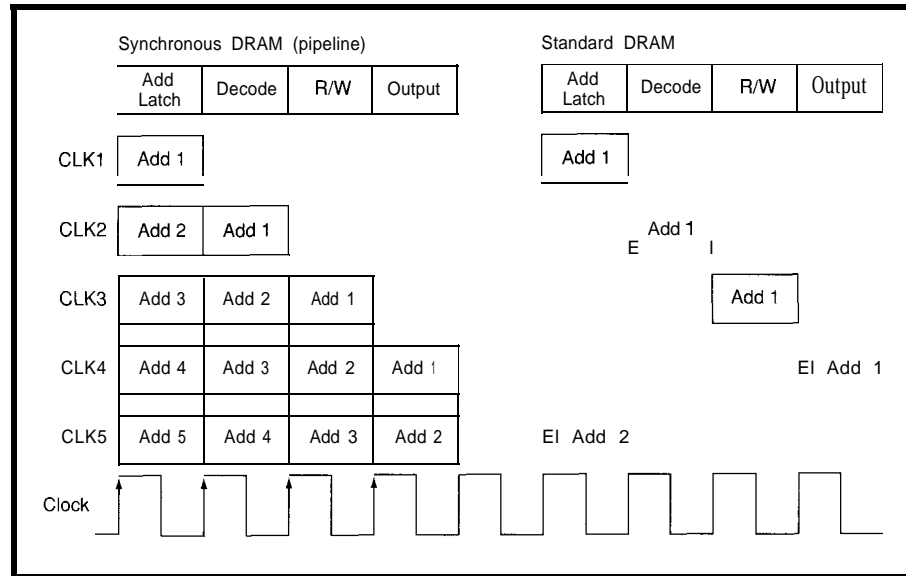 Synchronous DRAM (pipeline) Standard DRAM
Add Latch Decode R/W Output Add Latch Decode R/W Output
CLK1 Add 1 Add 1
CLK2 Add 2 Add 1 E Add 1 I
CLK3 Add 3 Add 2 Add 1 Add 1
CLK4 Add 4 Add 3 Add 2 Add 1 EI Add 1
CLK5 Add 5 Add 4 Add 3 Add 2 EI Add 2
Clock